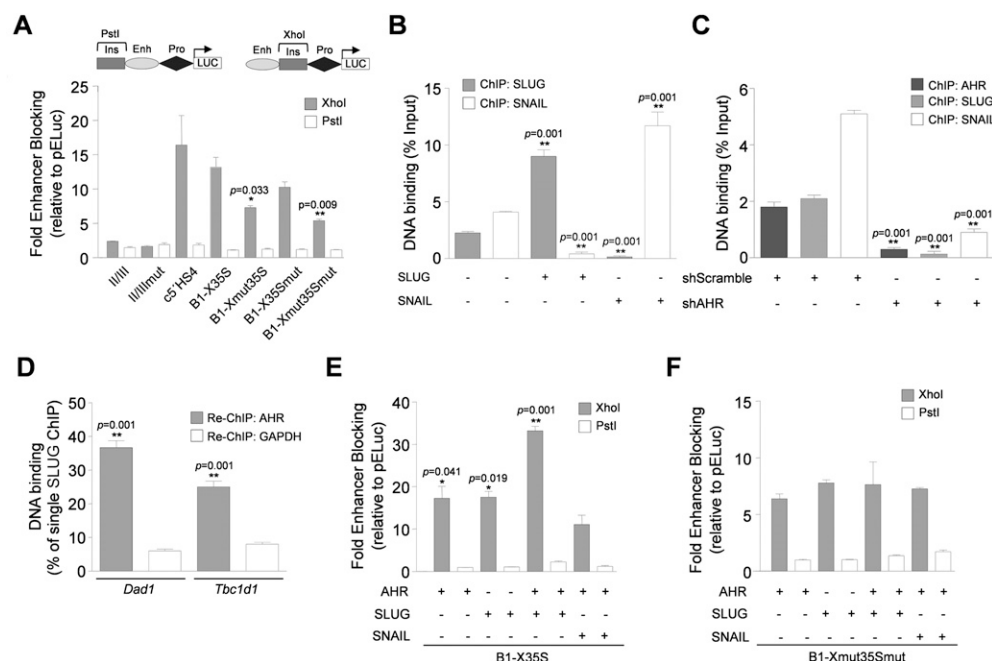 A
PstI
Ins Enh Pro LUC
XhoI
Enh Ins Pro LUC
Fold Enhancer Blocking
(relative to pELuc)
25
20
15
10
5
0
XhoI
PstI
p=0.033
*
p=0.009
**
II/III
II/IIImut
c5´HS4
B1-X35S
B1-Xmut35S
B1-X35Smut
B1-Xmut35Smut
B
DNA binding (% Input)
15
10
5
0
ChIP: SLUG
ChIP: SNAIL
p=0.001
**
p=0.001
**
p=0.001
**
p=0.001
**
SLUG - - + + - -
SNAIL - - - - + +
C
DNA binding (% Input)
6
4
2
0
ChIP: AHR
ChIP: SLUG
ChIP: SNAIL
p=0.001
**
p=0.001
**
p=0.001
**
shScramble + + + - - -
shAHR - - - + + +
D
DNA binding
(% of single SLUG ChIP)
50
40
30
20
10
0
Re-ChIP: AHR
Re-ChIP: GAPDH
p=0.001
**
p=0.001
**
Dad1 Tbc1d1
E
Fold Enhancer Blocking
(relative to pELuc)
40
30
20
10
0
XhoI
PstI
p=0.041
*
p=0.019
*
p=0.001
**
AHR + + - - + + + +
SLUG - - + + + + - -
SNAIL - - - - - - + +
B1-X35S
F
Fold Enhancer Blocking
(relative to pELuc)
15
10
5
0
XhoI
PstI
AHR + + - - + + + +
SLUG - - + + + + - -
SNAIL - - - - - - + +
B1-Xmut35Smut